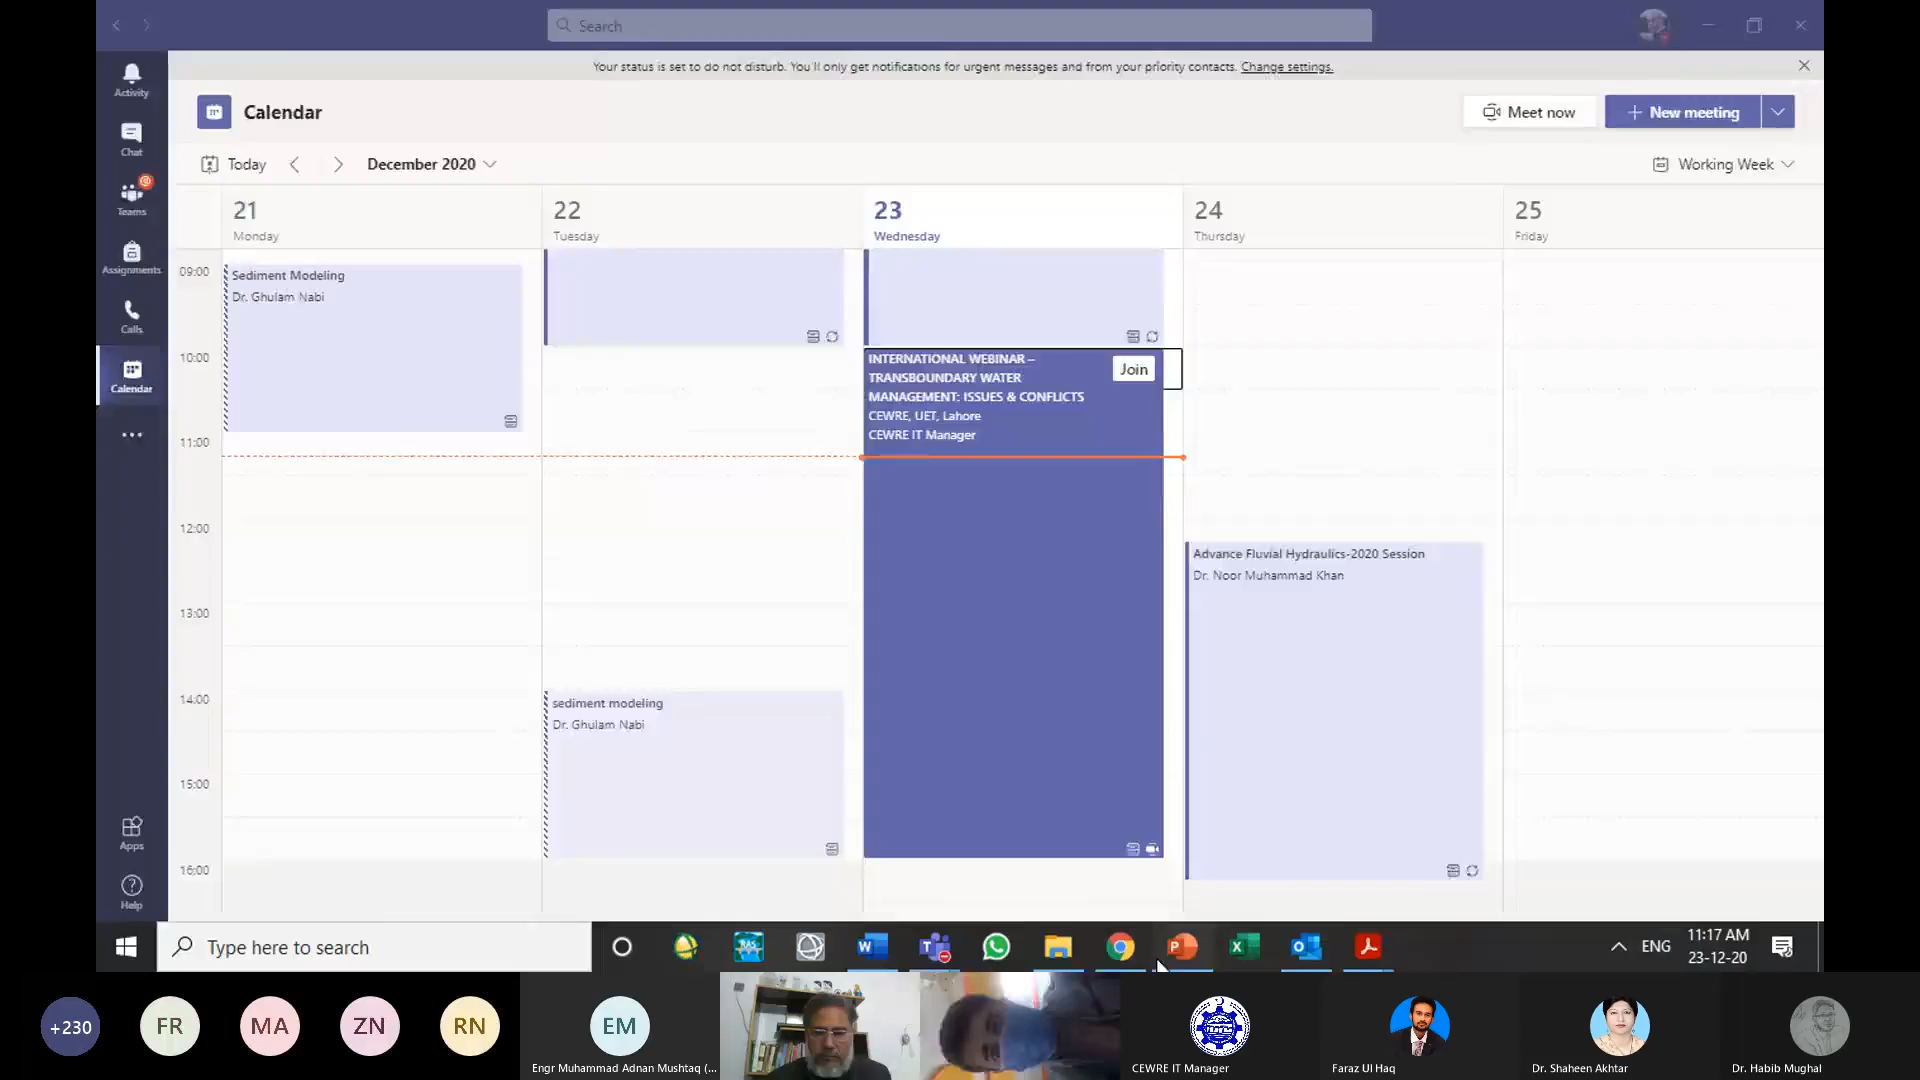 Search
Your status is set to do not disturb. You'll only get notifications for urgent messages and from your priority contacts. Change settings.
Activity
Chat
Teams
Assignments
Calls
Calendar
Apps
Help
Calendar
Meet now
New meeting
Today
December 2020
Working Week
21
Monday
22
Tuesday
23
Wednesday
24
Thursday
25
Friday
09:00
10:00
11:00
12:00
13:00
14:00
15:00
16:00
Sediment Modeling
Dr. Ghulam Nabi
sediment modeling
Dr. Ghulam Nabi
INTERNATIONAL WEBINAR –
TRANSBOUNDARY WATER
MANAGEMENT: ISSUES & CONFLICTS
CEWRE, UET, Lahore
CEWRE IT Manager
Join
Advance Fluvial Hydraulics-2020 Session
Dr. Noor Muhammad Khan
Type here to search
ENG
11:17 AM
23-12-20
+230
FR
MA
ZN
RN
EM
Engr Muhammad Adnan Mushtaq (...
CEWRE IT Manager
Faraz Ul Haq
Dr. Shaheen Akhtar
Dr. Habib Mughal